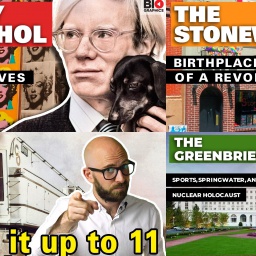 Y
HOL
VES
BIO
GRAPHICS
THE
STONEW
BIRTHPLACE
OF A REVOL
it up to 11
THE
GREENBRIE
SPORTS, SPRINGWATER, AN
NUCLEAR HOLOCAUST